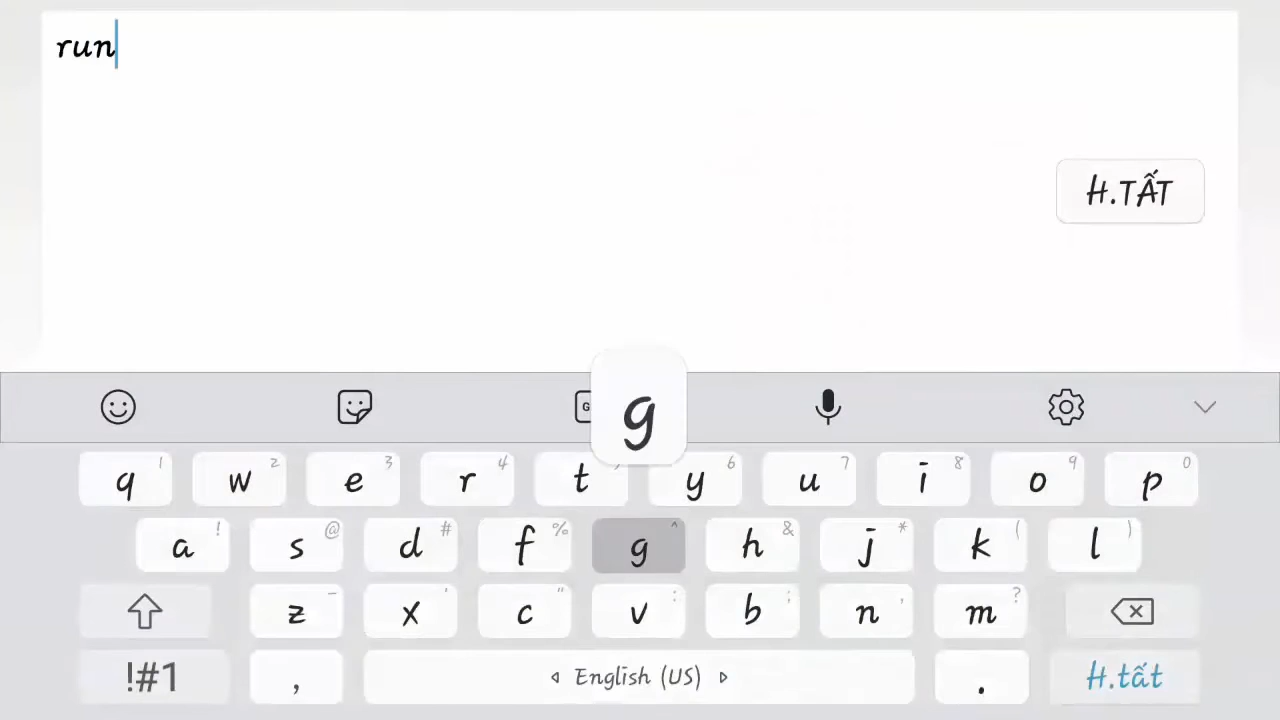 run
H.TẤT
G
g
q 1 w 2 e 3 r 4 t y 6 u 7 i 8 o 9 p 0
a ! s @ d # f % g ^ h & j * k ( l )
z - x ' c " v : b ; n , m ?
!#1 , English (US) . H.tất